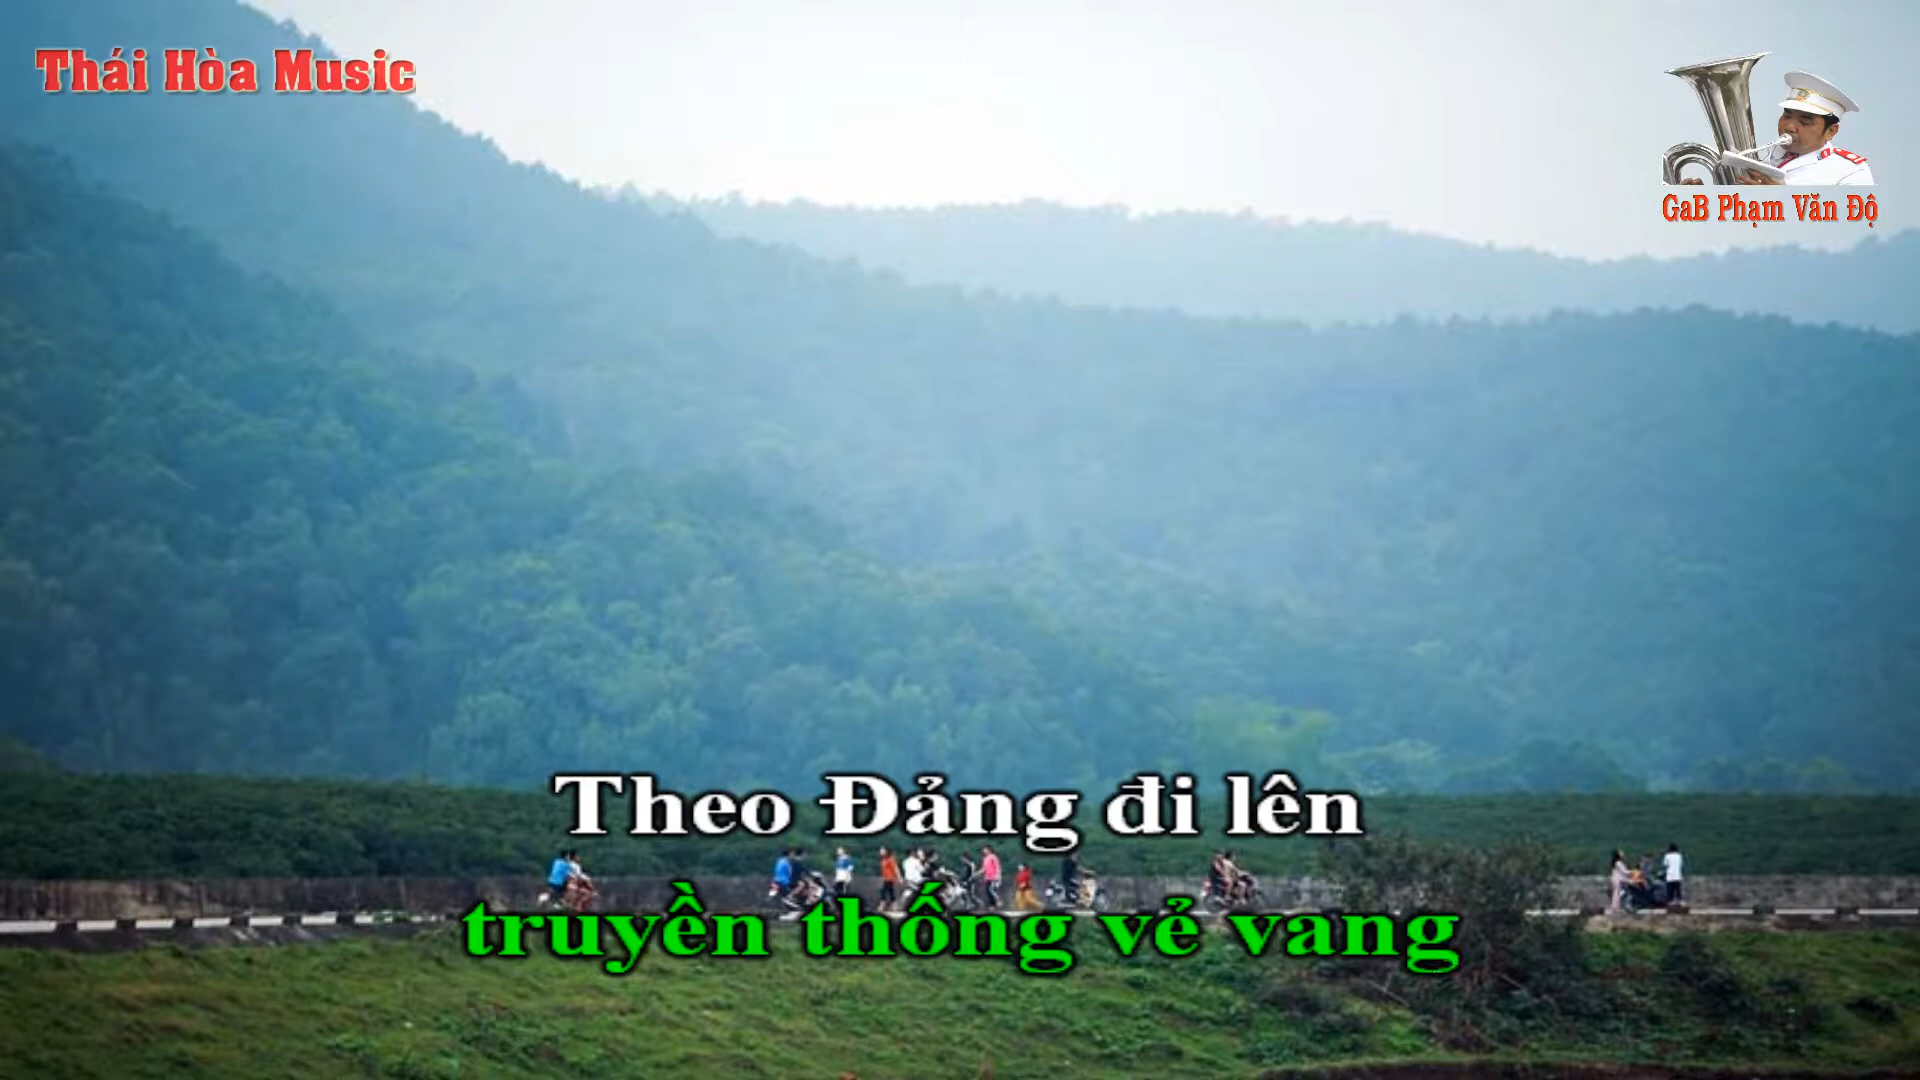 Thái Hòa Music
GaB Phạm Văn Độ
Theo Đảng đi lên
truyền thống vẻ vang